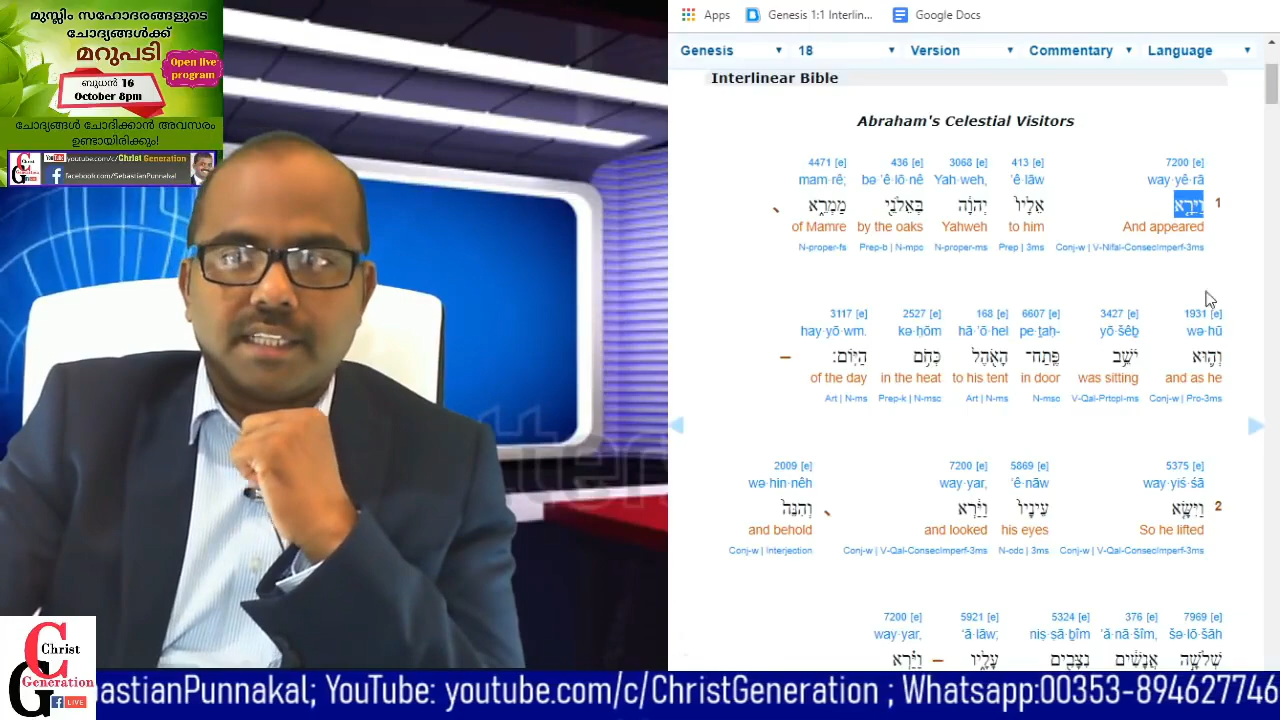 മുസ്ലിം സഹോദരങ്ങളുടെ
ചോദ്യങ്ങൾക്ക്
മറുപടി
Open live
program
ബുധൻ 16
October 8pm
ചോദ്യങ്ങൾ ചോദിക്കാൻ അവസരം
ഉണ്ടായിരിക്കും!
youtube.com/c/Christ Generation
facebook.com/SebastianPunnakal
Apps Genesis 1:1 Interlin... Google Docs
Genesis 18 Version Commentary Language
Interlinear Bible
Abraham's Celestial Visitors
4471 [e] 436 [e] 3068 [e] 413 [e] 7200 [e]
mam·rê; bə·'ê·lō·nê Yah·weh, 'ê·lāw way·yê·rā
וַיֵּרָ֤א אֵלָיו֙ יְהוָ֔ה בְּאֵלֹנֵ֖י מַמְרֵ֑א 1
of Mamre by the oaks Yahweh to him And appeared
N-proper-fs Prep-b | N-mpc N-proper-ms Prep | 3ms Conj-w | V-Nifal-ConsecImperf-3ms
3117 [e] 2527 [e] 168 [e] 6607 [e] 3427 [e] 1931 [e]
hay·yō·wm. kə·ḥōm hā·'ō·hel pe·ṯaḥ- yō·šêḇ wə·hū
וְה֛וּא יֹשֵׁ֥ב פֶּֽתַח־ הָאֹ֖הֶל כְּחֹ֥ם הַיּֽוֹם׃
of the day in the heat to his tent in door was sitting and as he
Art | N-ms Prep-k | N-msc Art | N-ms N-msc V-Qal-Prtcpl-ms Conj-w | Pro-3ms
2009 [e] 7200 [e] 5869 [e] 5375 [e]
wə·hin·nêh way·yar, 'ê·nāw way·yiś·śā
וַיִּשָּׂ֤א עֵינָיו֙ וַיַּ֔רְא וְהִנֵּה֙ 2
and behold and looked his eyes So he lifted
Conj-w | Interjection Conj-w | V-Qal-ConsecImperf-3ms N-cdc | 3ms Conj-w | V-Qal-ConsecImperf-3ms
7200 [e] 5921 [e] 5324 [e] 376 [e] 7969 [e]
way·yar, 'ā·lāw; niṣ·ṣā·ḇîm 'ă·nā·šîm, šə·lō·šāh
שְׁלֹשָׁ֣ה אֲנָשִׁ֔ים נִצָּבִ֖ים עָלָ֑יו וַיַּ֗רְא
Christ
Generation
LIVE
ebastianPunnakal; YouTube: youtube.com/c/ChristGeneration ; Whatsapp:00353-894627746